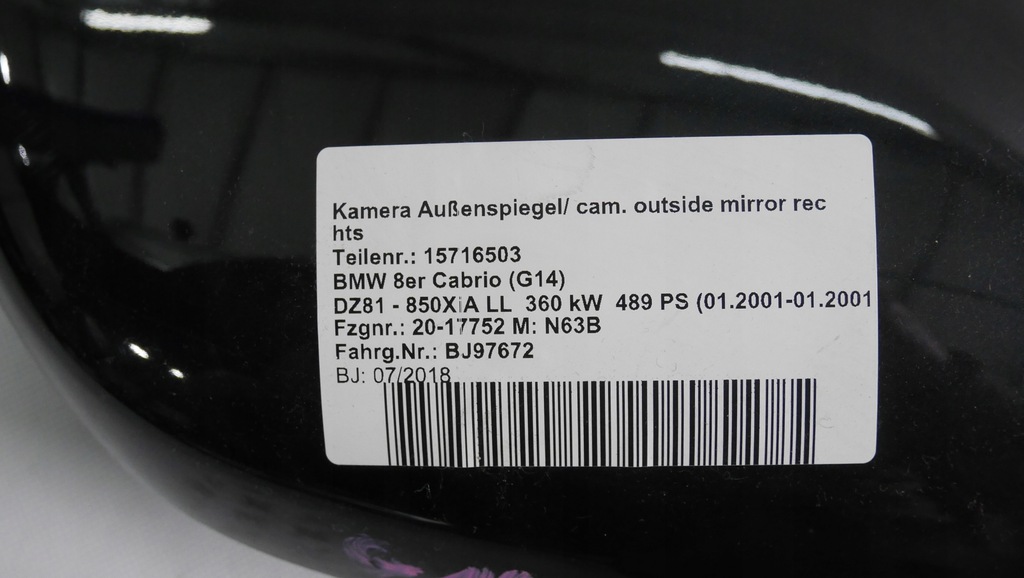 Kamera Außenspiegel/ cam. outside mirror rec
hts
Teilenr.: 15716503
BMW 8er Cabrio (G14)
DZ81 - 850XiA LL  360 kW  489 PS (01.2001-01.2001
Fzgnr.: 20-17752 M: N63B
Fahrg.Nr.: BJ97672
BJ: 07/2018